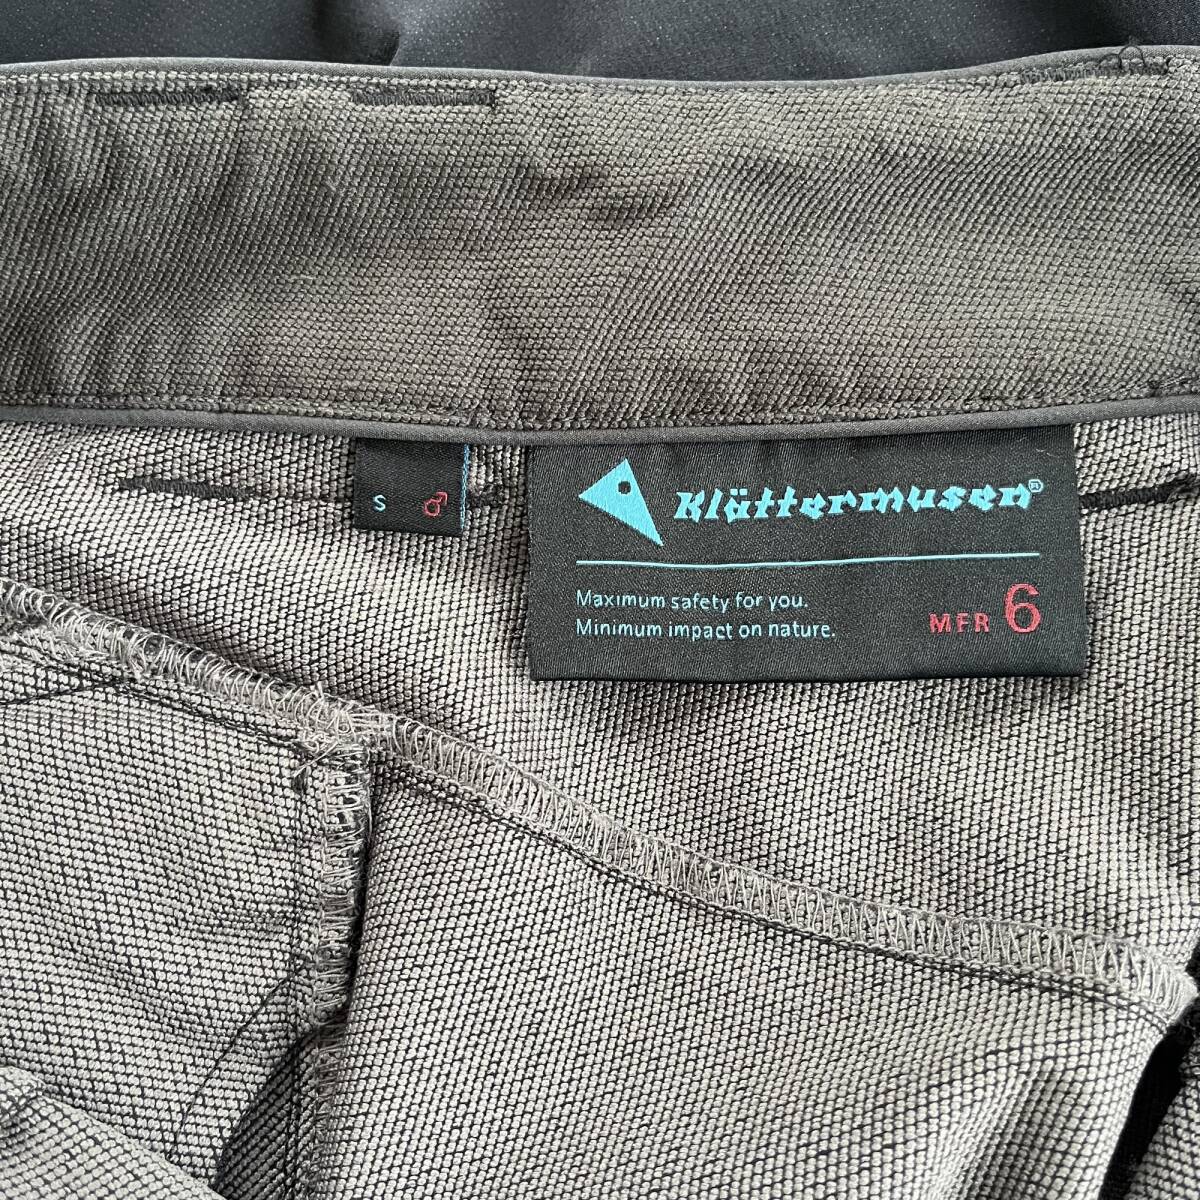 S ♂
Klättermusen®
Maximum safety for you.
Minimum impact on nature.
MFR 6